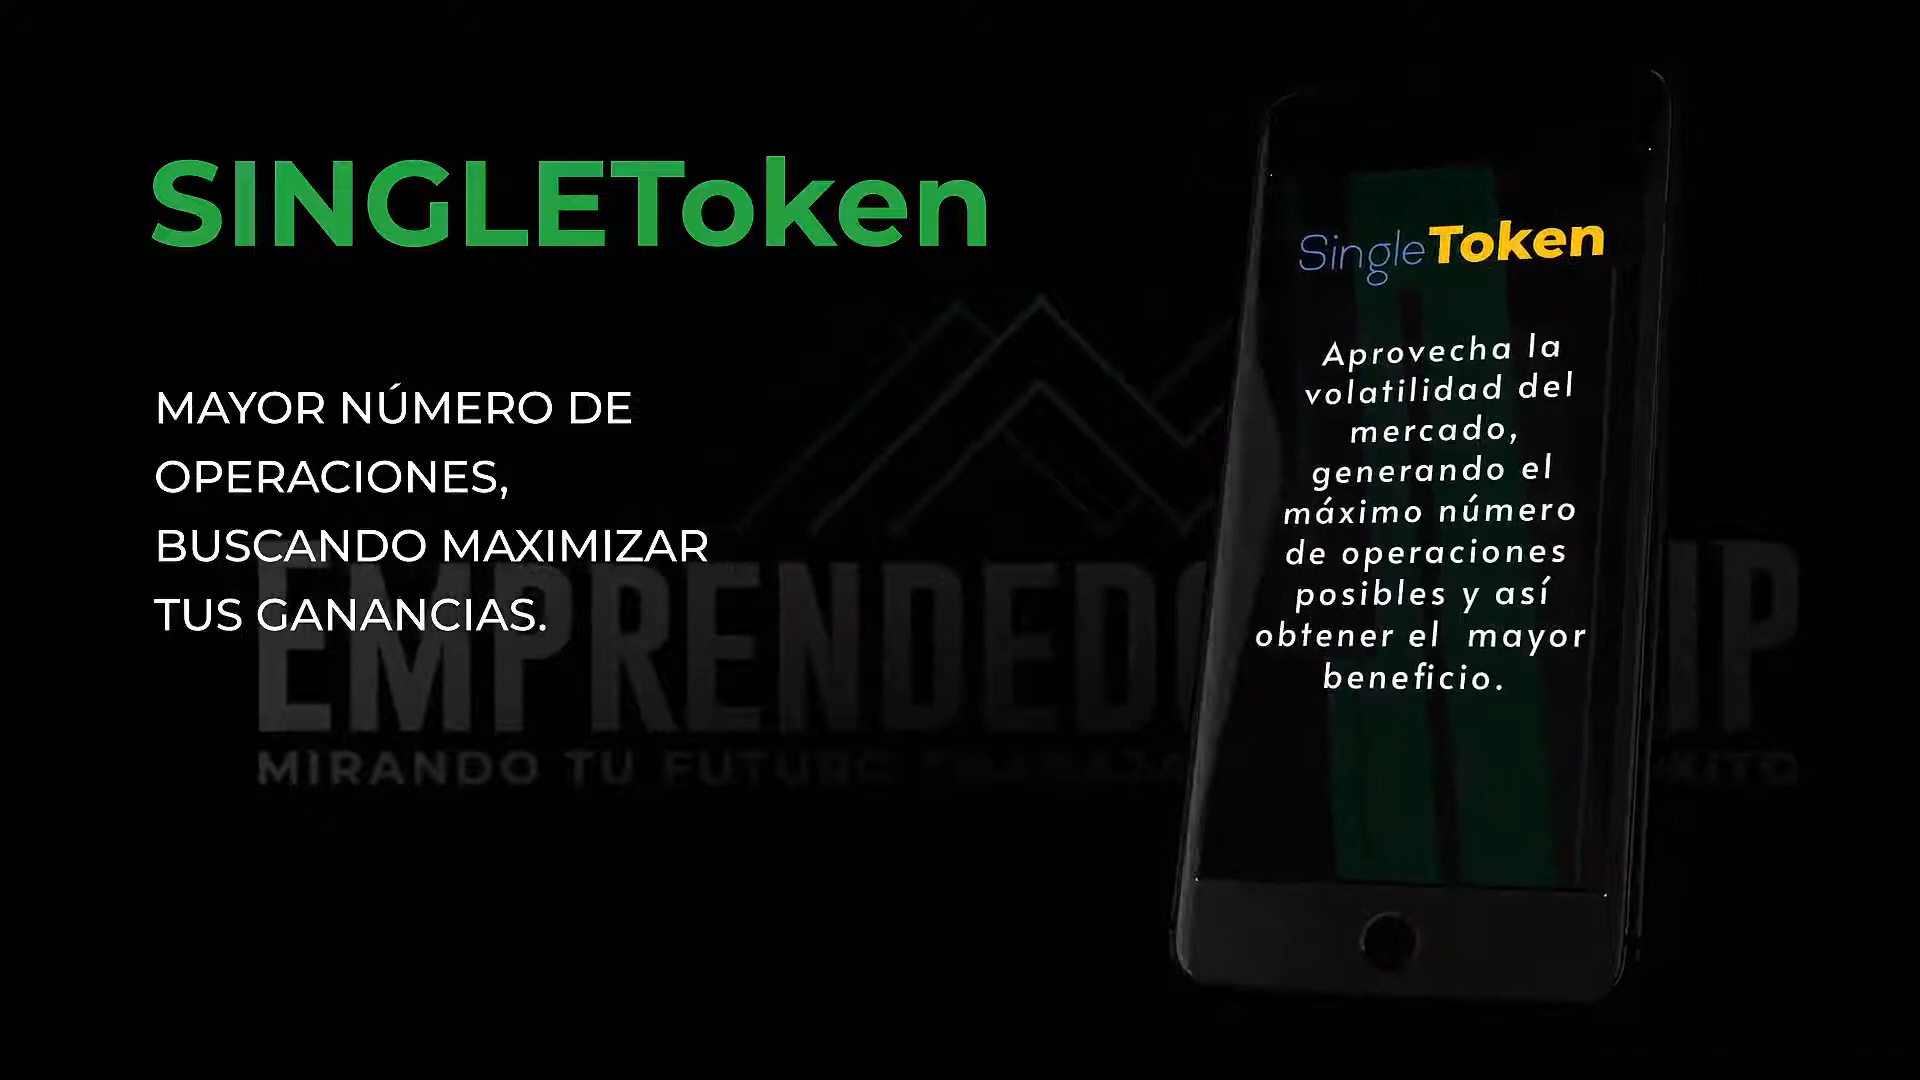 SINGLEToken
MAYOR NÚMERO DE
OPERACIONES,
BUSCANDO MAXIMIZAR
TUS GANANCIAS.
SingleToken
Aprovecha la
volatilidad del
mercado,
generando el
máximo número
de operaciones
posibles y así
obtener el mayor
beneficio.
MIRANDO TU FUTURO